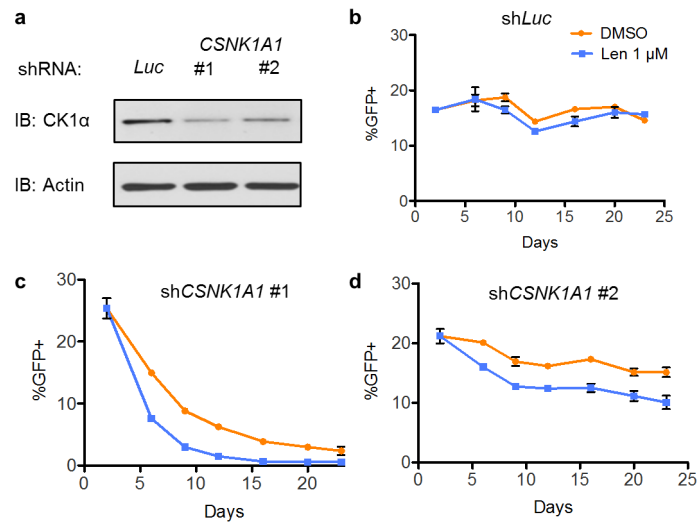 a
CSNK1A1
shRNA: Luc #1 #2
IB: CK1α
IB: Actin
b
shLuc
DMSO
Len 1 μM
%GFP+
30
20
10
0
0 5 10 15 20 25
Days
c
shCSNK1A1 #1
%GFP+
30
20
10
0
0 5 10 15 20
Days
d
shCSNK1A1 #2
%GFP+
30
20
10
0
0 5 10 15 20 25
Days